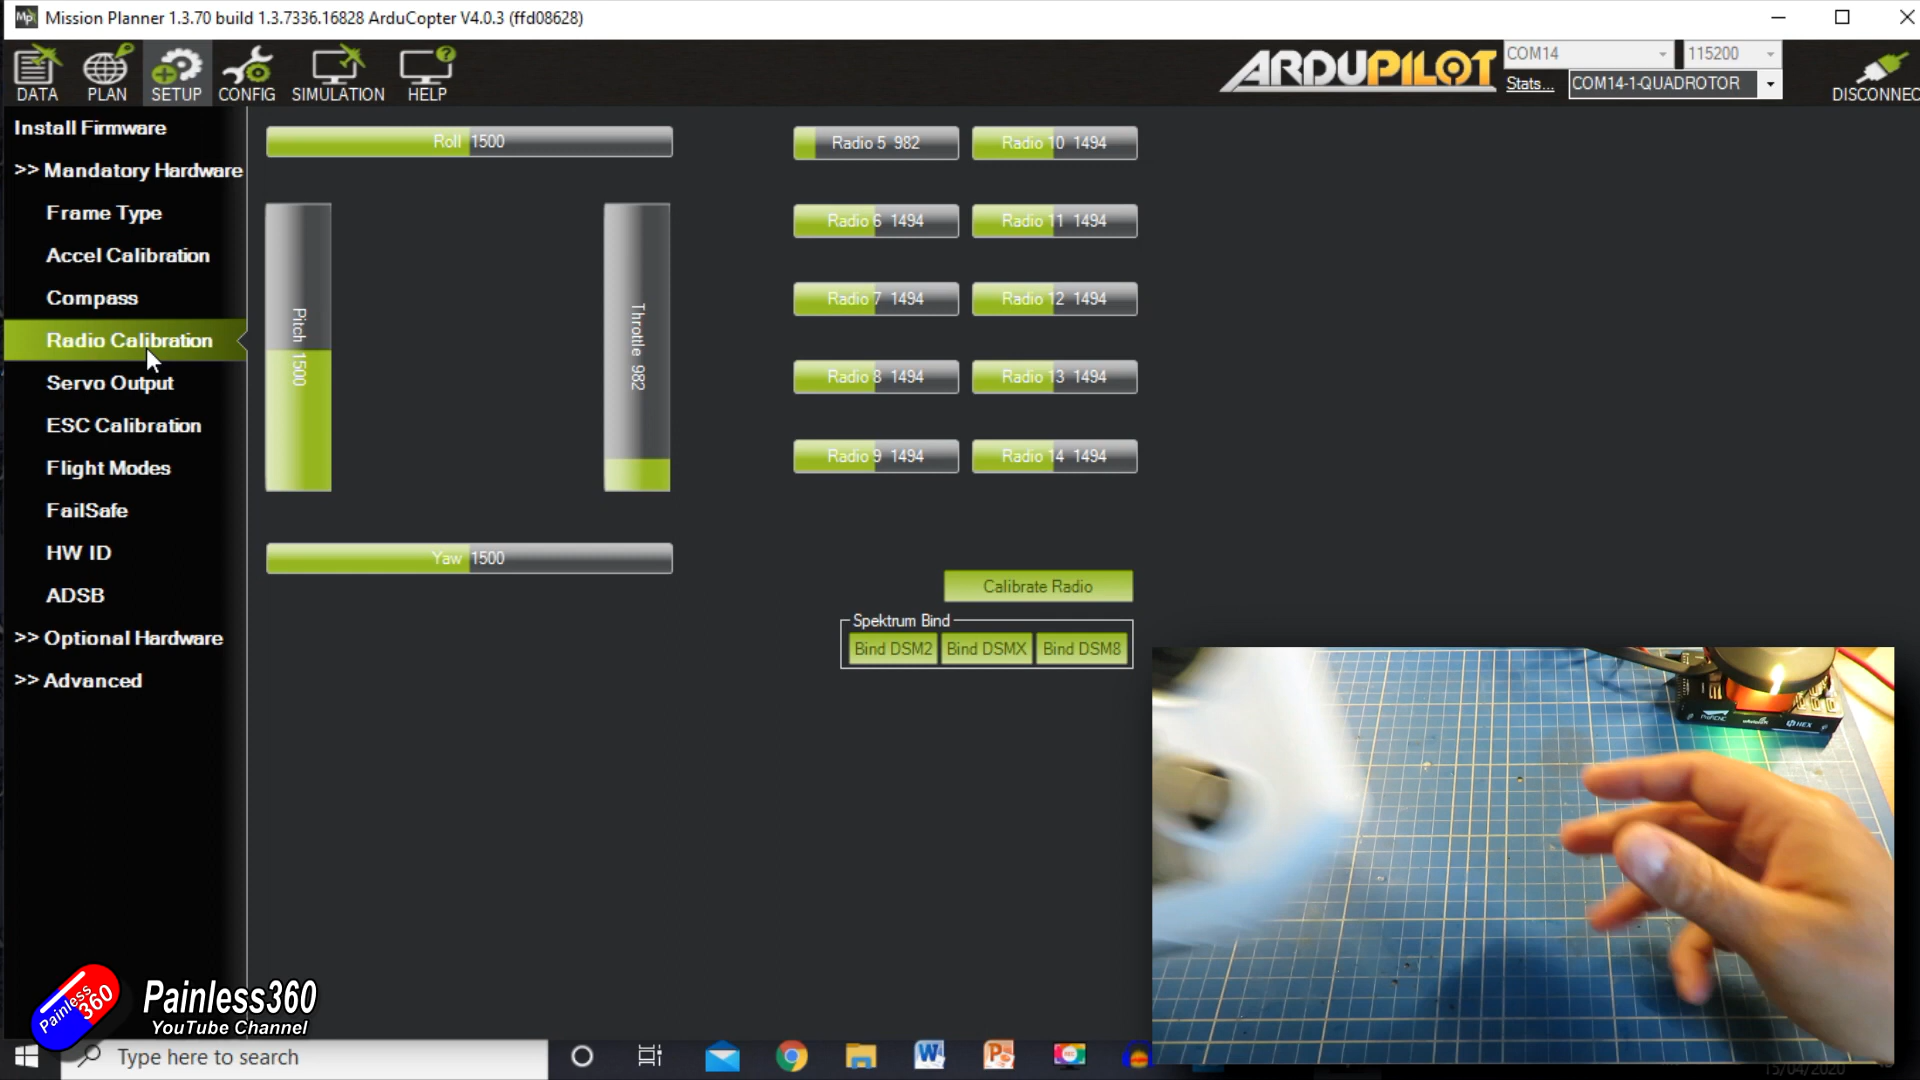 Mission Planner 1.3.70 build 1.3.7336.16828 ArduCopter V4.0.3 (ffd08628)
DATA
PLAN
SETUP
CONFIG
SIMULATION
HELP
ARDUPILOT
COM14
115200
Stats...
COM14-1-QUADROTOR
DISCONNEC
Install Firmware
>> Mandatory Hardware
Frame Type
Accel Calibration
Compass
Radio Calibration
Servo Output
ESC Calibration
Flight Modes
FailSafe
HW ID
ADSB
>> Optional Hardware
>> Advanced
Roll 1500
Pitch 1500
Throttle 982
Yaw 1500
Radio 5 982
Radio 10 1494
Radio 6 1494
Radio 11 1494
Radio 7 1494
Radio 12 1494
Radio 8 1494
Radio 13 1494
Radio 9 1494
Radio 14 1494
Calibrate Radio
Spektrum Bind
Bind DSM2
Bind DSMX
Bind DSM8
HEX
Painless
360
Painless360
YouTube Channel
Type here to search
15/04/2020